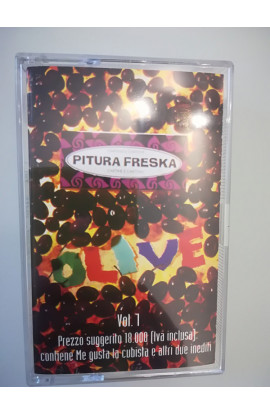 PITURA FRESKA
OLIVE
Vol. 1
Prezzo suggerito 18.000 (Iva inclusa)
contiene Me gusta la cubista e altri due inediti